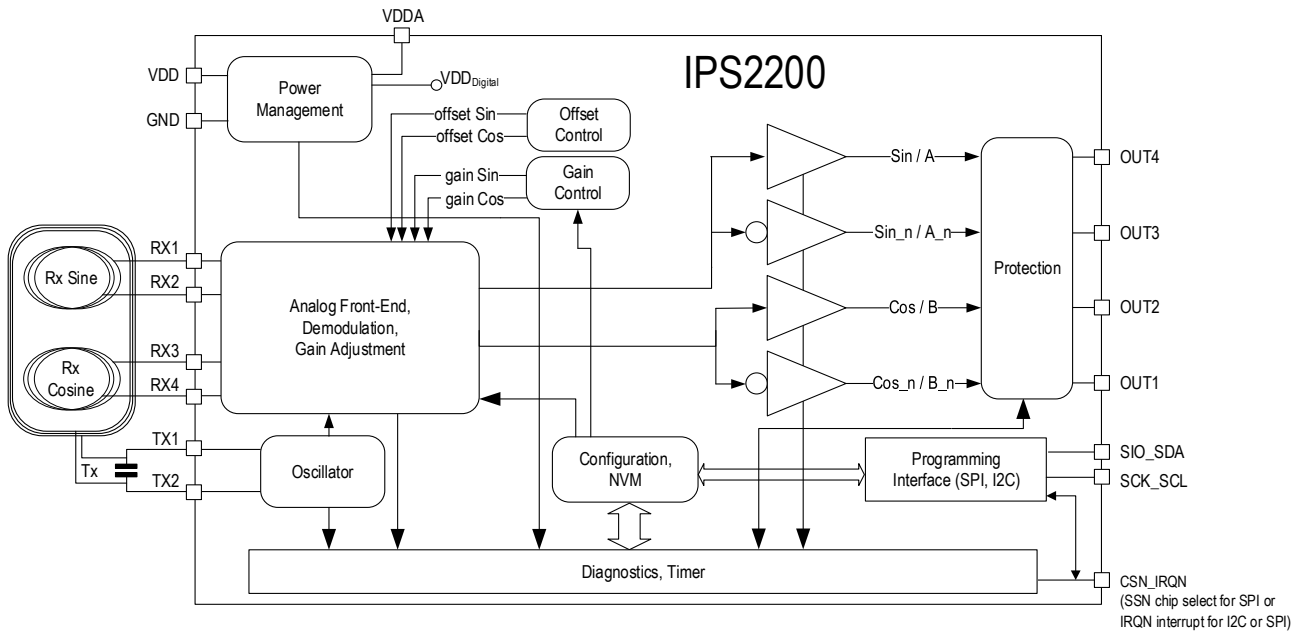 VDDA
IPS2200
VDD
GND
Power
Management
VDDDigital
offset Sin
offset Cos
Offset
Control
gain Sin
gain Cos
Gain
Control
Sin / A
Sin_n / A_n
Cos / B
Cos_n / B_n
Protection
OUT4
OUT3
OUT2
OUT1
Rx Sine
Rx
Cosine
RX1
RX2
RX3
RX4
TX1
Tx
TX2
Analog Front-End,
Demodulation,
Gain Adjustment
Oscillator
Configuration,
NVM
Programming
Interface (SPI, I2C)
SIO_SDA
SCK_SCL
Diagnostics, Timer
CSN_IRQN
(SSN chip select for SPI or
IRQN interrupt for I2C or SPI)